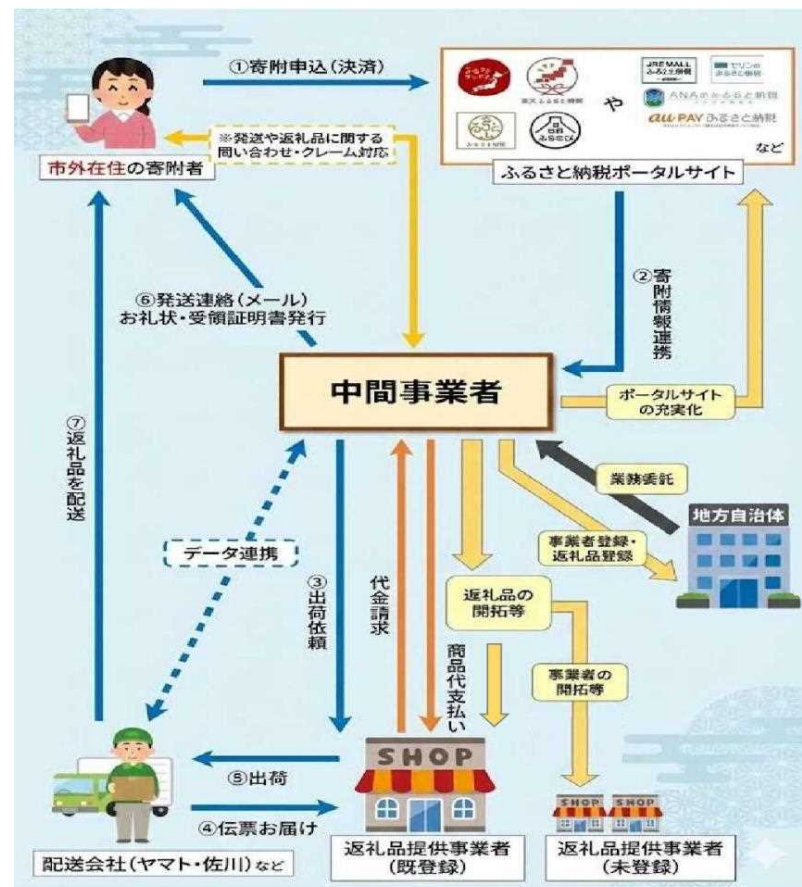 ①寄附申込(決済)
JRE MALL
ふるさと納税
セゾンの
ふるさと納税
楽天ふるさと納税
や
ANAのふるさと納税
au PAY ふるさと納税
など
ふるさと納税ポータルサイト
※発送や返礼品に関する
問い合わせ・クレーム対応
市外在住の寄附者
②寄附情報連携
⑥発送連絡(メール)
お礼状・受領証明書発行
中間事業者
ポータルサイト
の充実化
⑦返礼品を配送
業務委託
地方自治体
データ連携
③出荷依頼
代金請求
商品代支払い
事業者登録・
返礼品登録
返礼品の
開拓等
事業者の
開拓等
SHOP
⑤出荷
④伝票お届け
SHOP
SHOP
配送会社(ヤマト・佐川)など
返礼品提供事業者
(既登録)
返礼品提供事業者
(未登録)